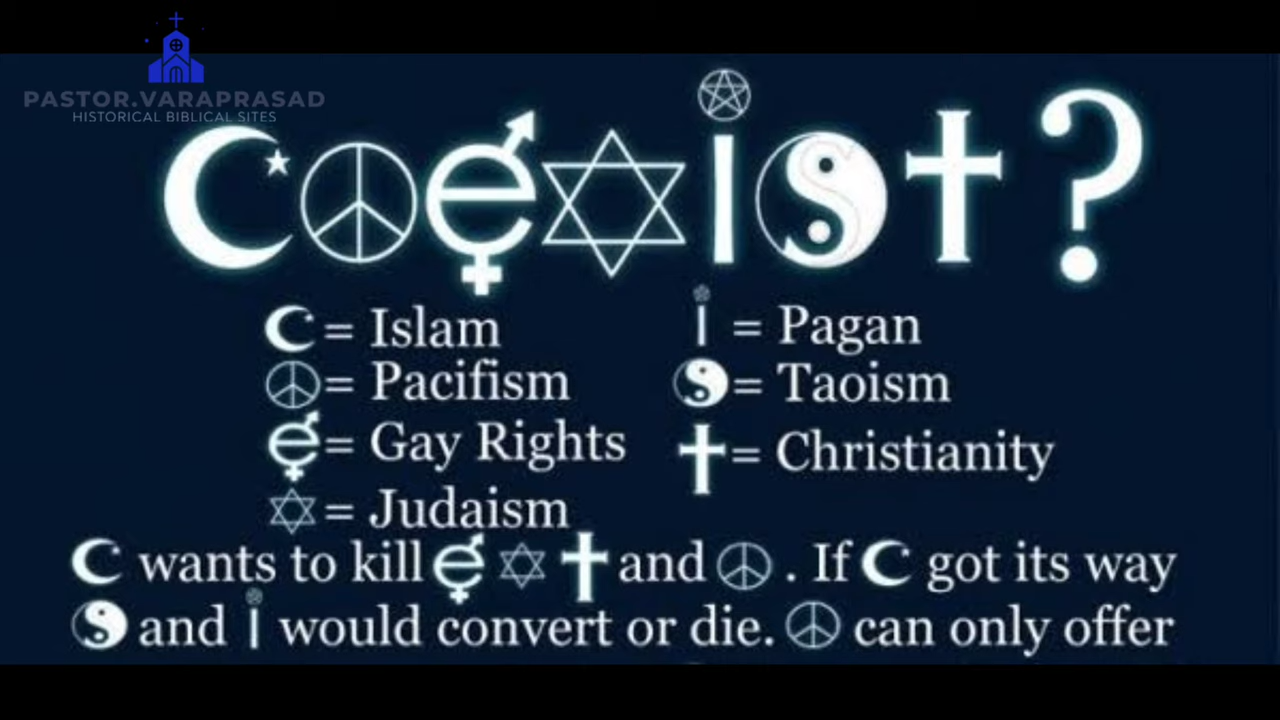 PASTOR.VARAPRASAD
HISTORICAL BIBLICAL SITES
COEXIST?
C = Islam
☮ = Pacifism
e = Gay Rights
✡ = Judaism
i = Pagan
☯ = Taoism
✝ = Christianity
☪ wants to kill e ✡ ✝ and ☮ . If ☪ got its way
☯ and i would convert or die. ☮ can only offer